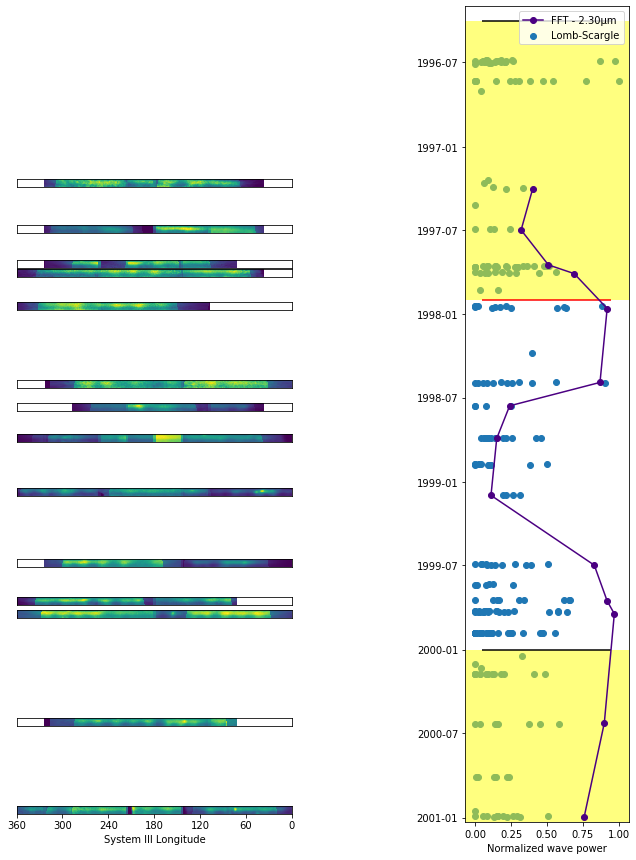 FFT - 2.30μm
Lomb-Scargle
1996-07
1997-01
1997-07
1998-01
1998-07
1999-01
1999-07
2000-01
2000-07
2001-01
360 300 240 180 120 60 0
System III Longitude
0.00 0.25 0.50 0.75 1.00
Normalized wave power